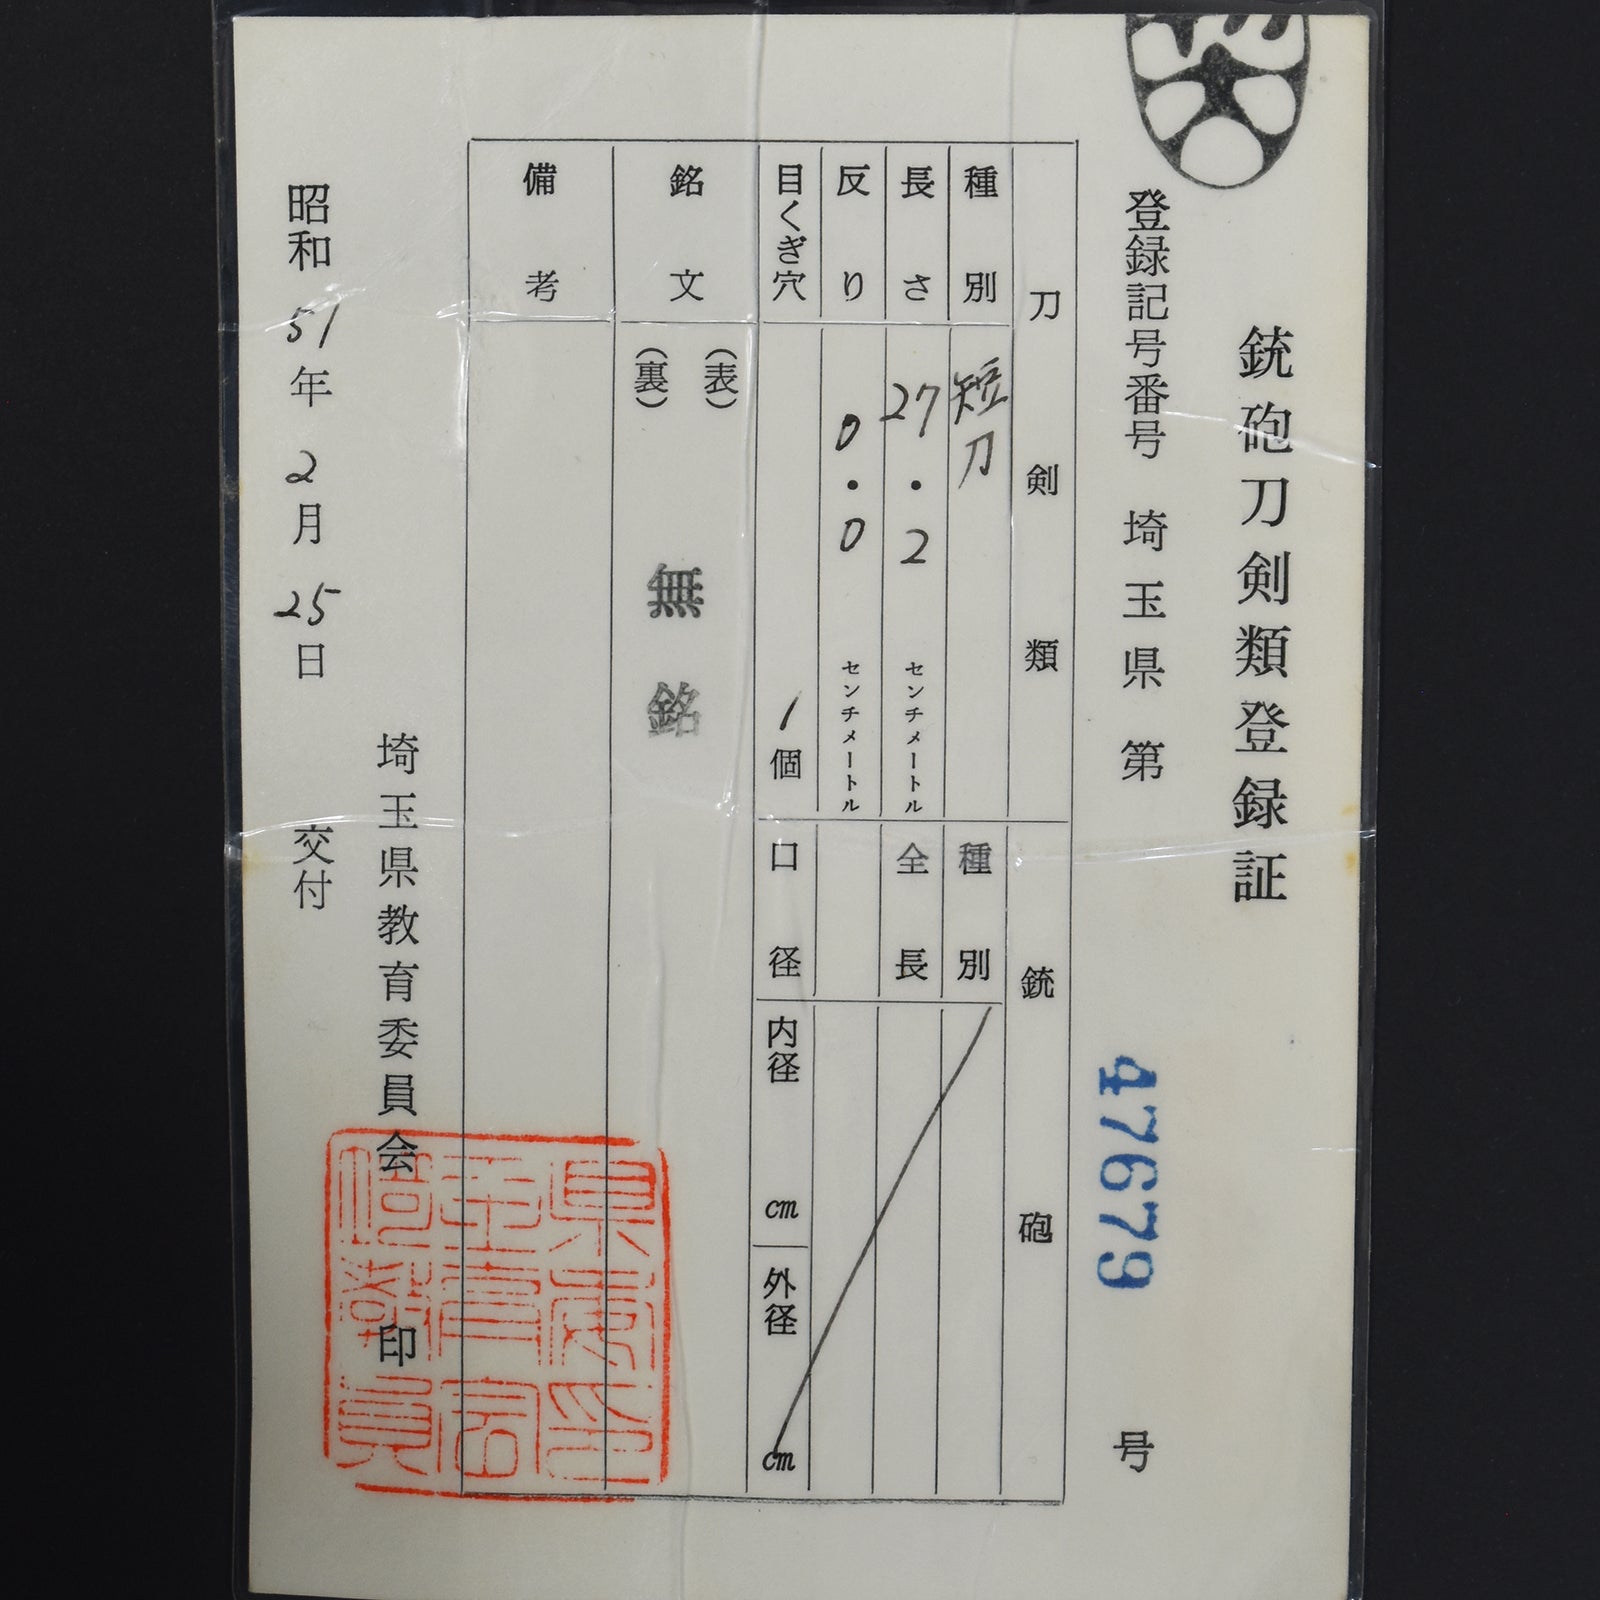 銃砲刀剣類登録証
登録記号番号 埼玉県 第 47679 号
刀剣類
種別 短刀
長さ 27.2 センチメートル
反り 0.0 センチメートル
目くぎ穴 1個
銘文
(表)
(裏)
無銘
備考
銃砲
種別
全長
口径
内径 cm
外径 cm
埼玉県教育委員会 印
昭和51年2月25日 交付